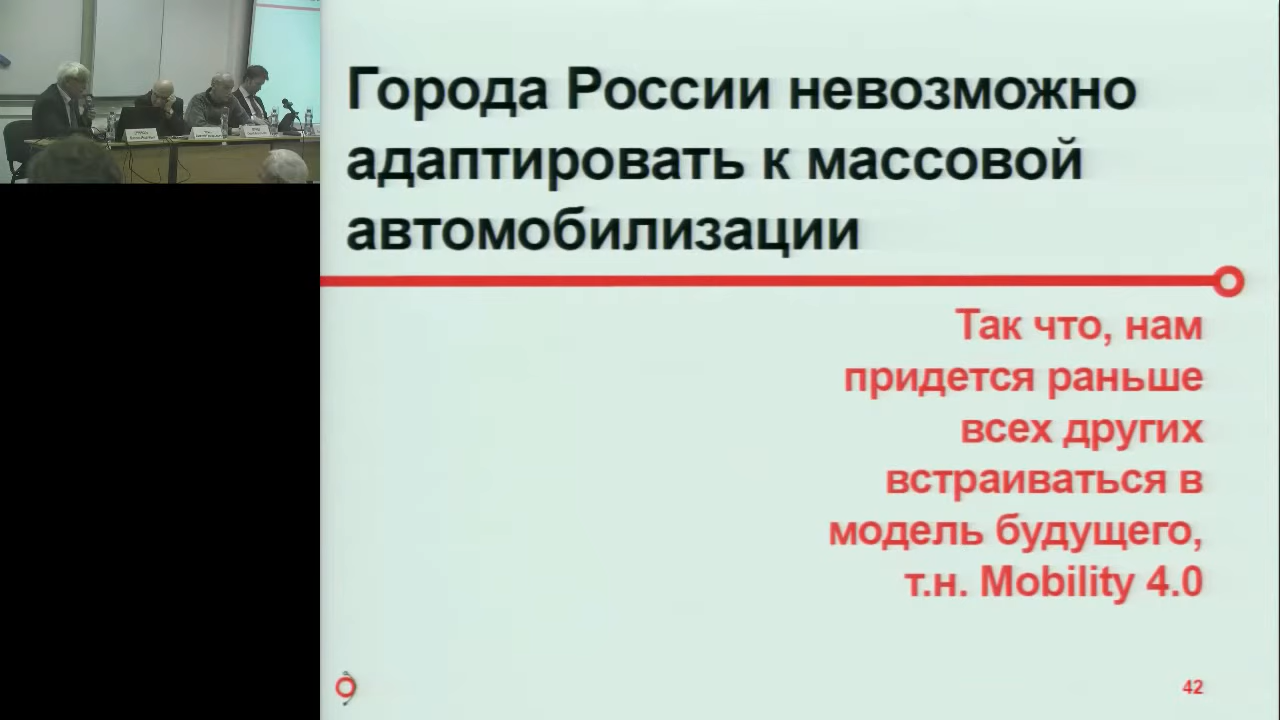 Города России невозможно
адаптировать к массовой
автомобилизации
Так что, нам
придется раньше
всех других
встраиваться в
модель будущего,
т.н. Mobility 4.0
42